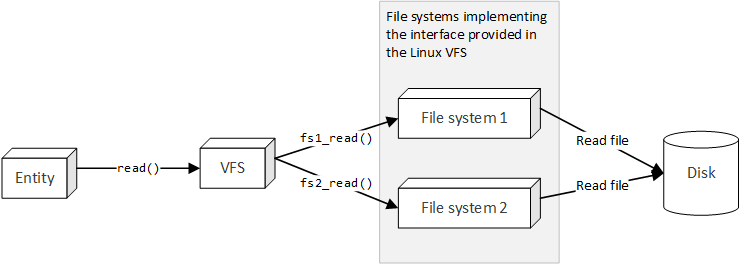 File systems implementing
the interface provided in
the Linux VFS
File system 1
fs1_read()
Read file
Entity
read()
VFS
Disk
fs2_read()
Read file
File system 2